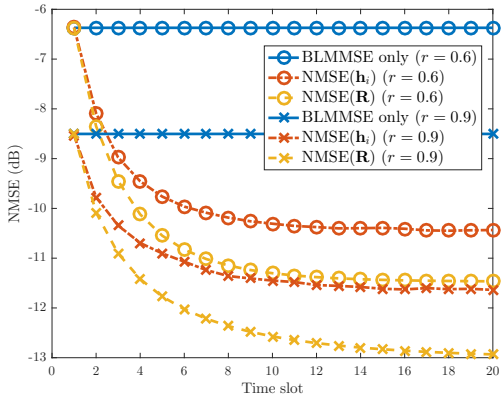 -6
-7
-8
-9
-10
-11
-12
-13
NMSE (dB)
BLMMSE only (r = 0.6)
NMSE(h_i) (r = 0.6)
NMSE(R) (r = 0.6)
BLMMSE only (r = 0.9)
NMSE(h_i) (r = 0.9)
NMSE(R) (r = 0.9)
0 2 4 6 8 10 12 14 16 18 20
Time slot